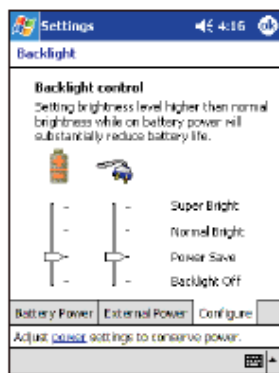 Settings 4:16 ok
Backlight
Backlight control
Setting brightness level higher than normal
brightness while on battery power will
substantially reduce battery life.
Super Bright
Normal Bright
Power Save
Backlight Off
Battery Power External Power Configure
Adjust power settings to conserve power.